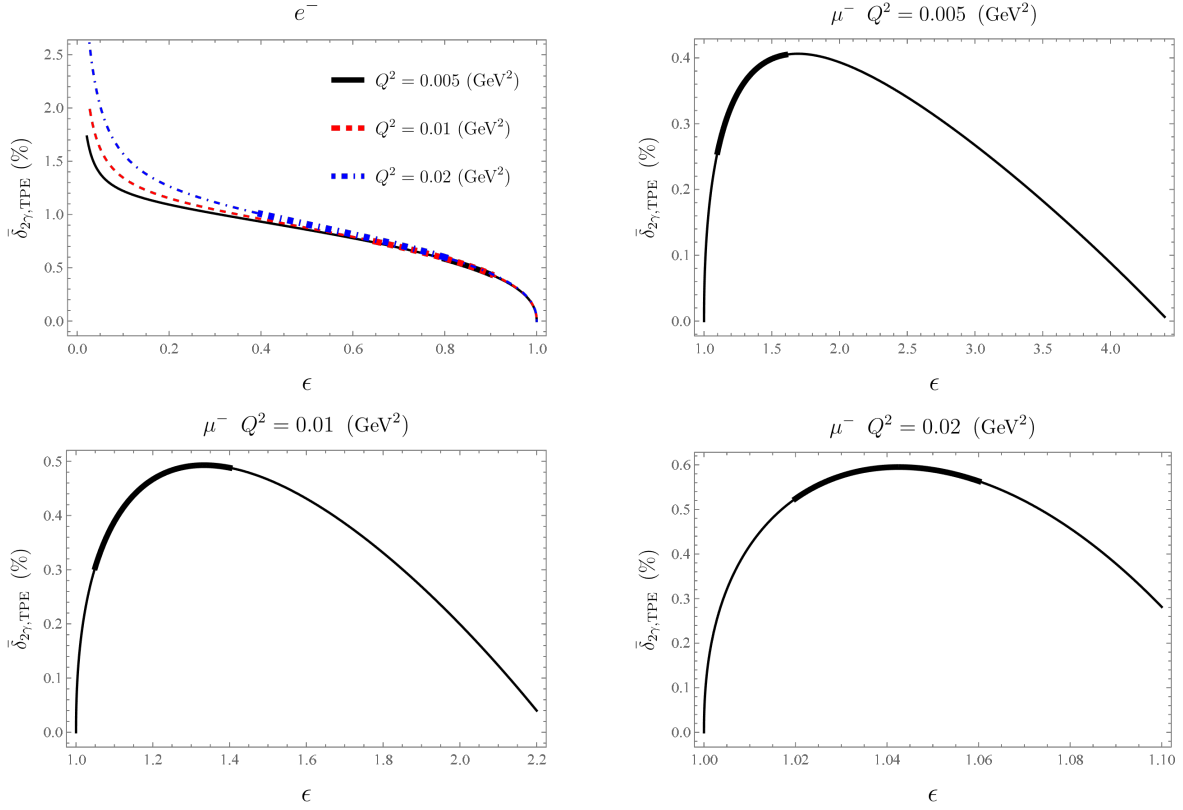 e⁻
δ̄₂γ,TPE (%)
2.5
2.0
1.5
1.0
0.5
0.0
Q² = 0.005 (GeV²)
Q² = 0.01 (GeV²)
Q² = 0.02 (GeV²)
0.0 0.2 0.4 0.6 0.8 1.0
ϵ
μ⁻ Q² = 0.005 (GeV²)
δ̄₂γ,TPE (%)
0.4
0.3
0.2
0.1
0.0
1.0 1.5 2.0 2.5 3.0 3.5 4.0
ϵ
μ⁻ Q² = 0.01 (GeV²)
δ̄₂γ,TPE (%)
0.5
0.4
0.3
0.2
0.1
0.0
1.0 1.2 1.4 1.6 1.8 2.0 2.2
ϵ
μ⁻ Q² = 0.02 (GeV²)
δ̄₂γ,TPE (%)
0.6
0.5
0.4
0.3
0.2
0.1
0.0
1.00 1.02 1.04 1.06 1.08 1.10
ϵ